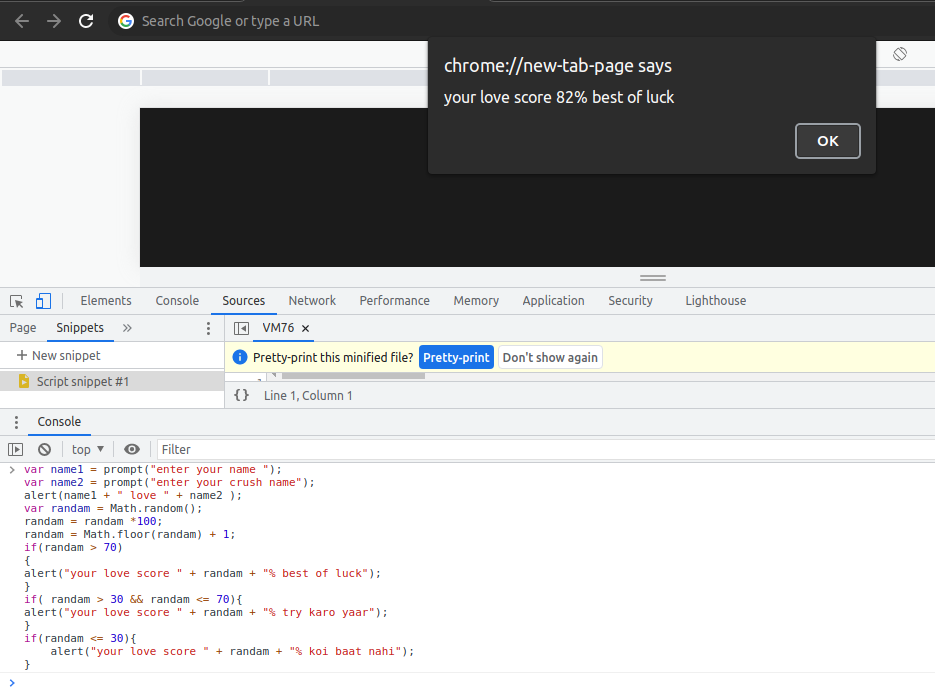 Search Google or type a URL
chrome://new-tab-page says
your love score 82% best of luck
OK
Elements Console Sources Network Performance Memory Application Security Lighthouse
Page Snippets » VM76 ×
+ New snippet
Pretty-print this minified file? Pretty-print Don't show again
Script snippet #1
{} Line 1, Column 1
Console
top ▼ Filter
> var name1 = prompt("enter your name ");
var name2 = prompt("enter your crush name");
alert(name1 + " love " + name2 );
var randam = Math.random();
randam = randam *100;
randam = Math.floor(randam) + 1;
if(randam > 70)
{
alert("your love score " + randam + "% best of luck");
}
if( randam > 30 && randam <= 70){
alert("your love score " + randam + "% try karo yaar");
}
if(randam <= 30){
    alert("your love score " + randam + "% koi baat nahi");
}
>